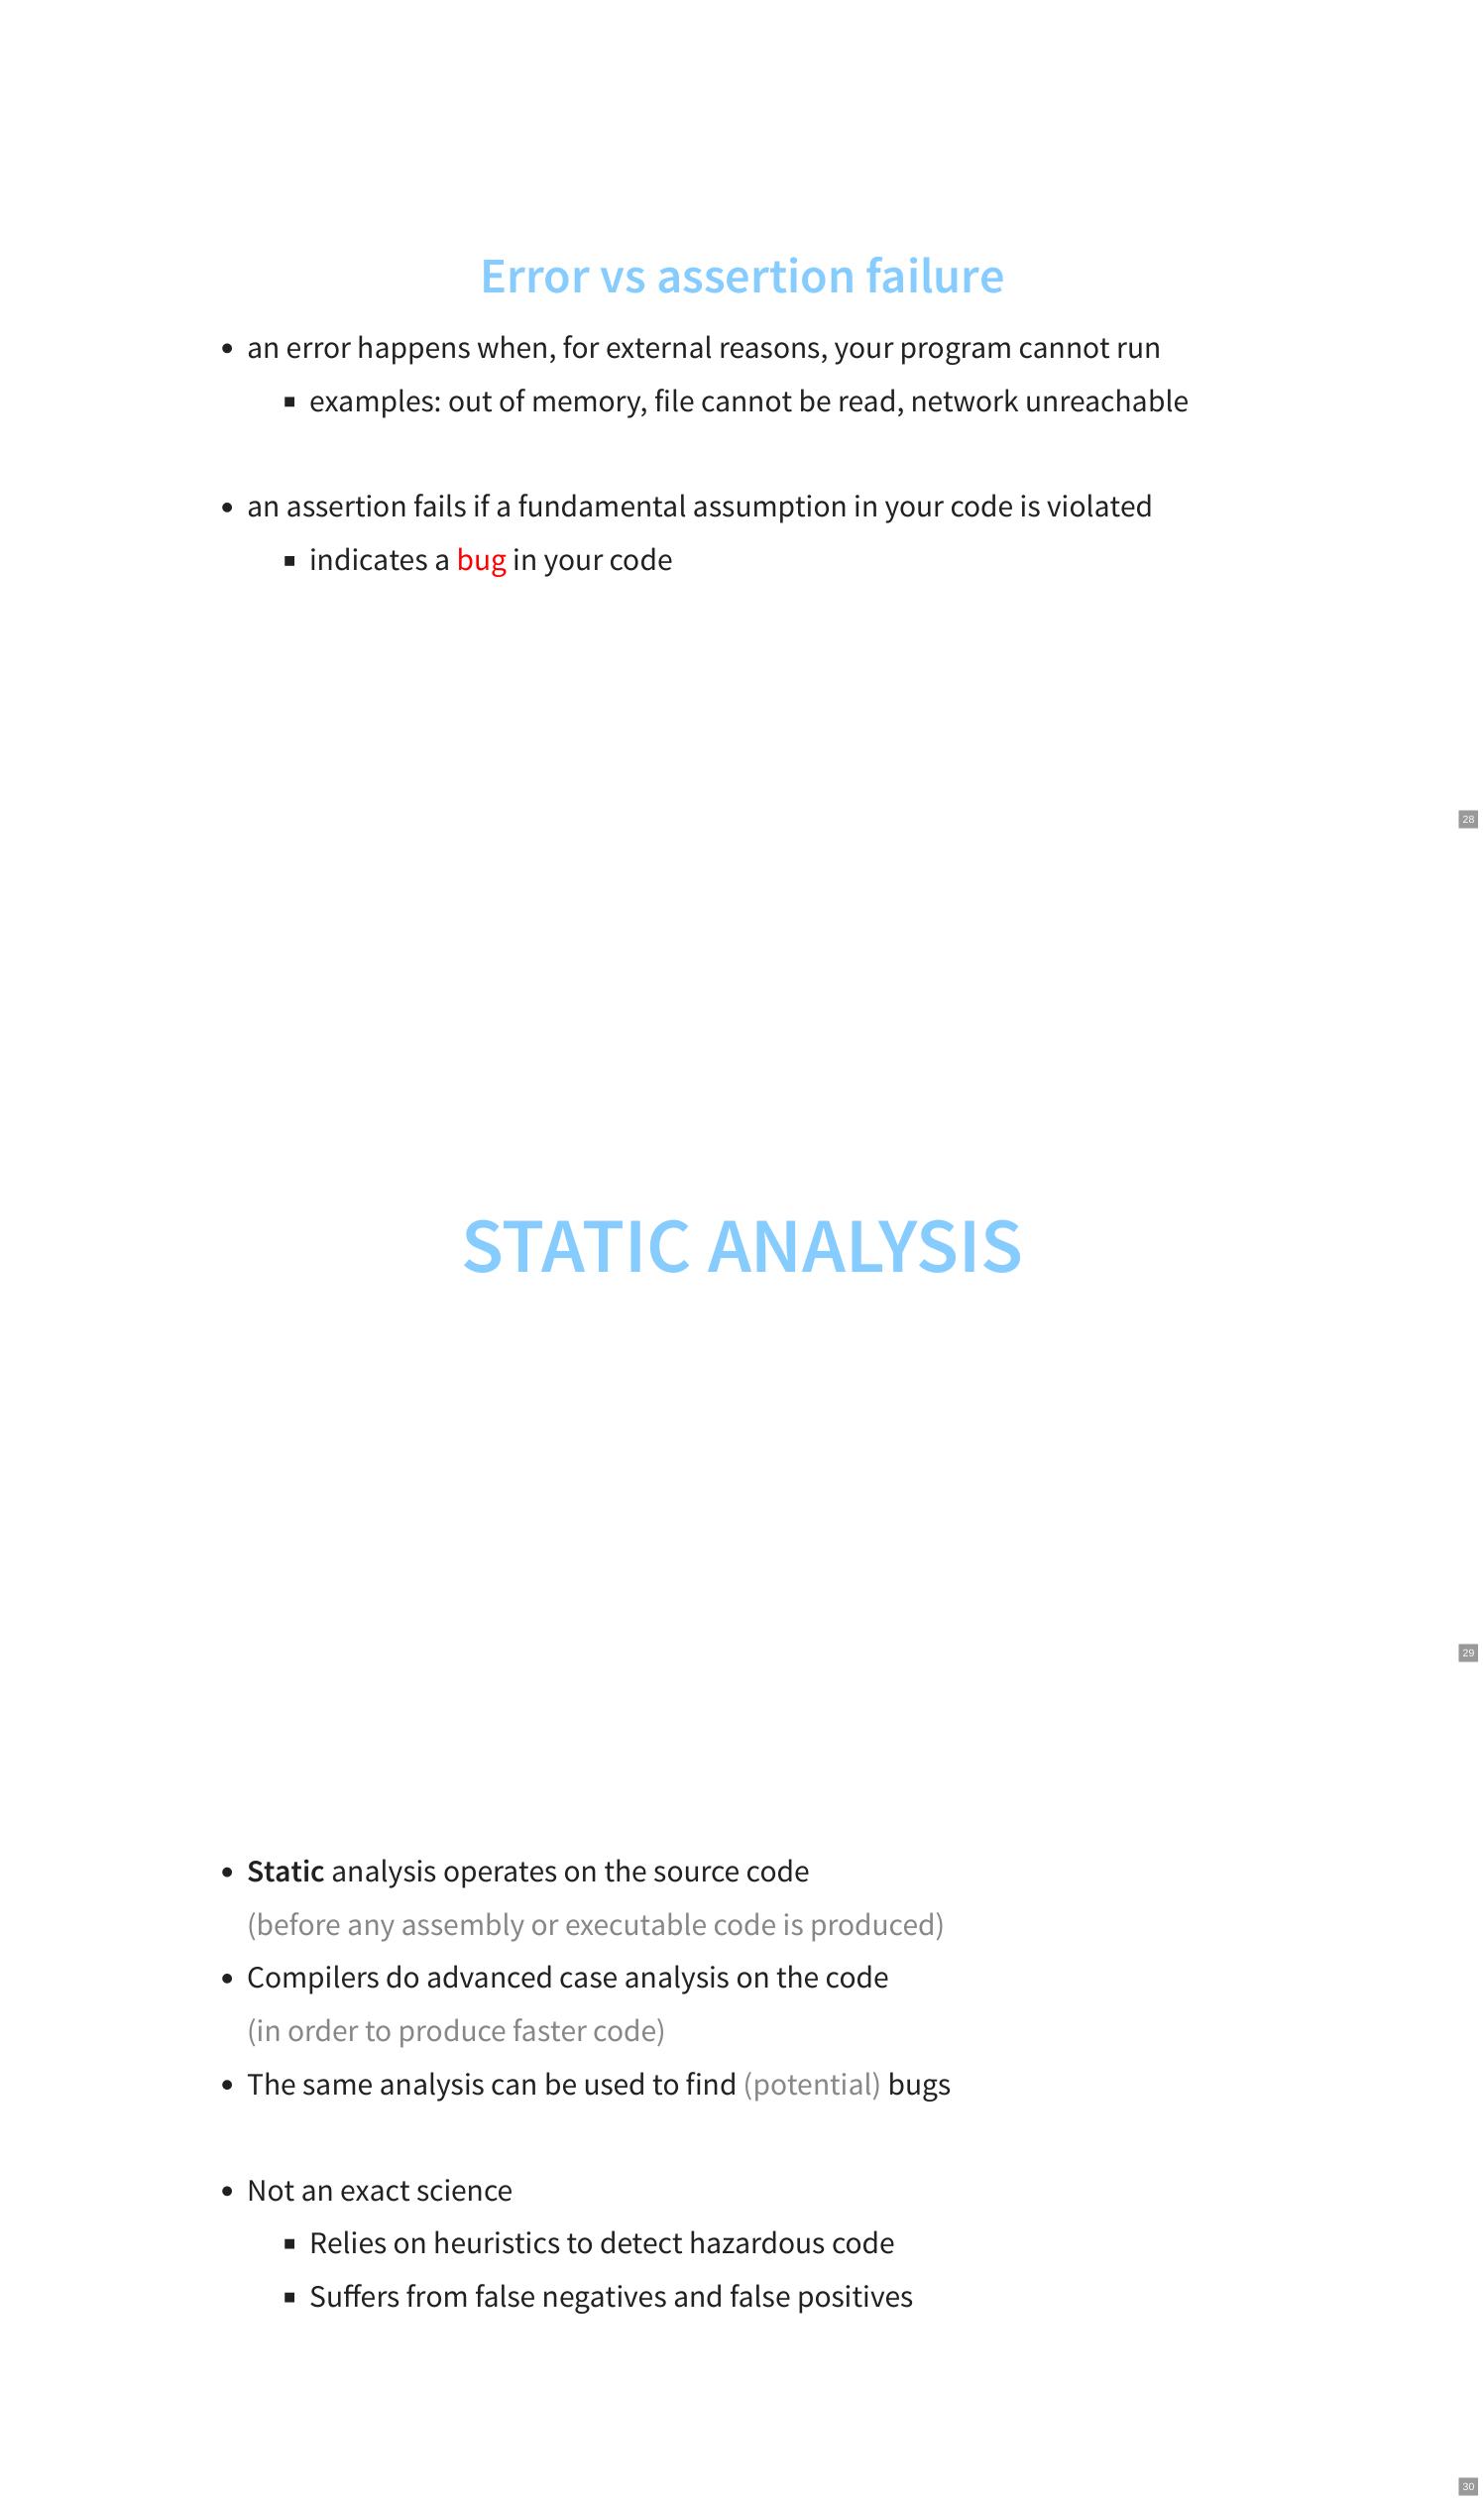 Error vs assertion failure
• an error happens when, for external reasons, your program cannot run
▪ examples: out of memory, file cannot be read, network unreachable
• an assertion fails if a fundamental assumption in your code is violated
▪ indicates a bug in your code
28
STATIC ANALYSIS
29
• Static analysis operates on the source code
(before any assembly or executable code is produced)
• Compilers do advanced case analysis on the code
(in order to produce faster code)
• The same analysis can be used to find (potential) bugs
• Not an exact science
▪ Relies on heuristics to detect hazardous code
▪ Suffers from false negatives and false positives
30